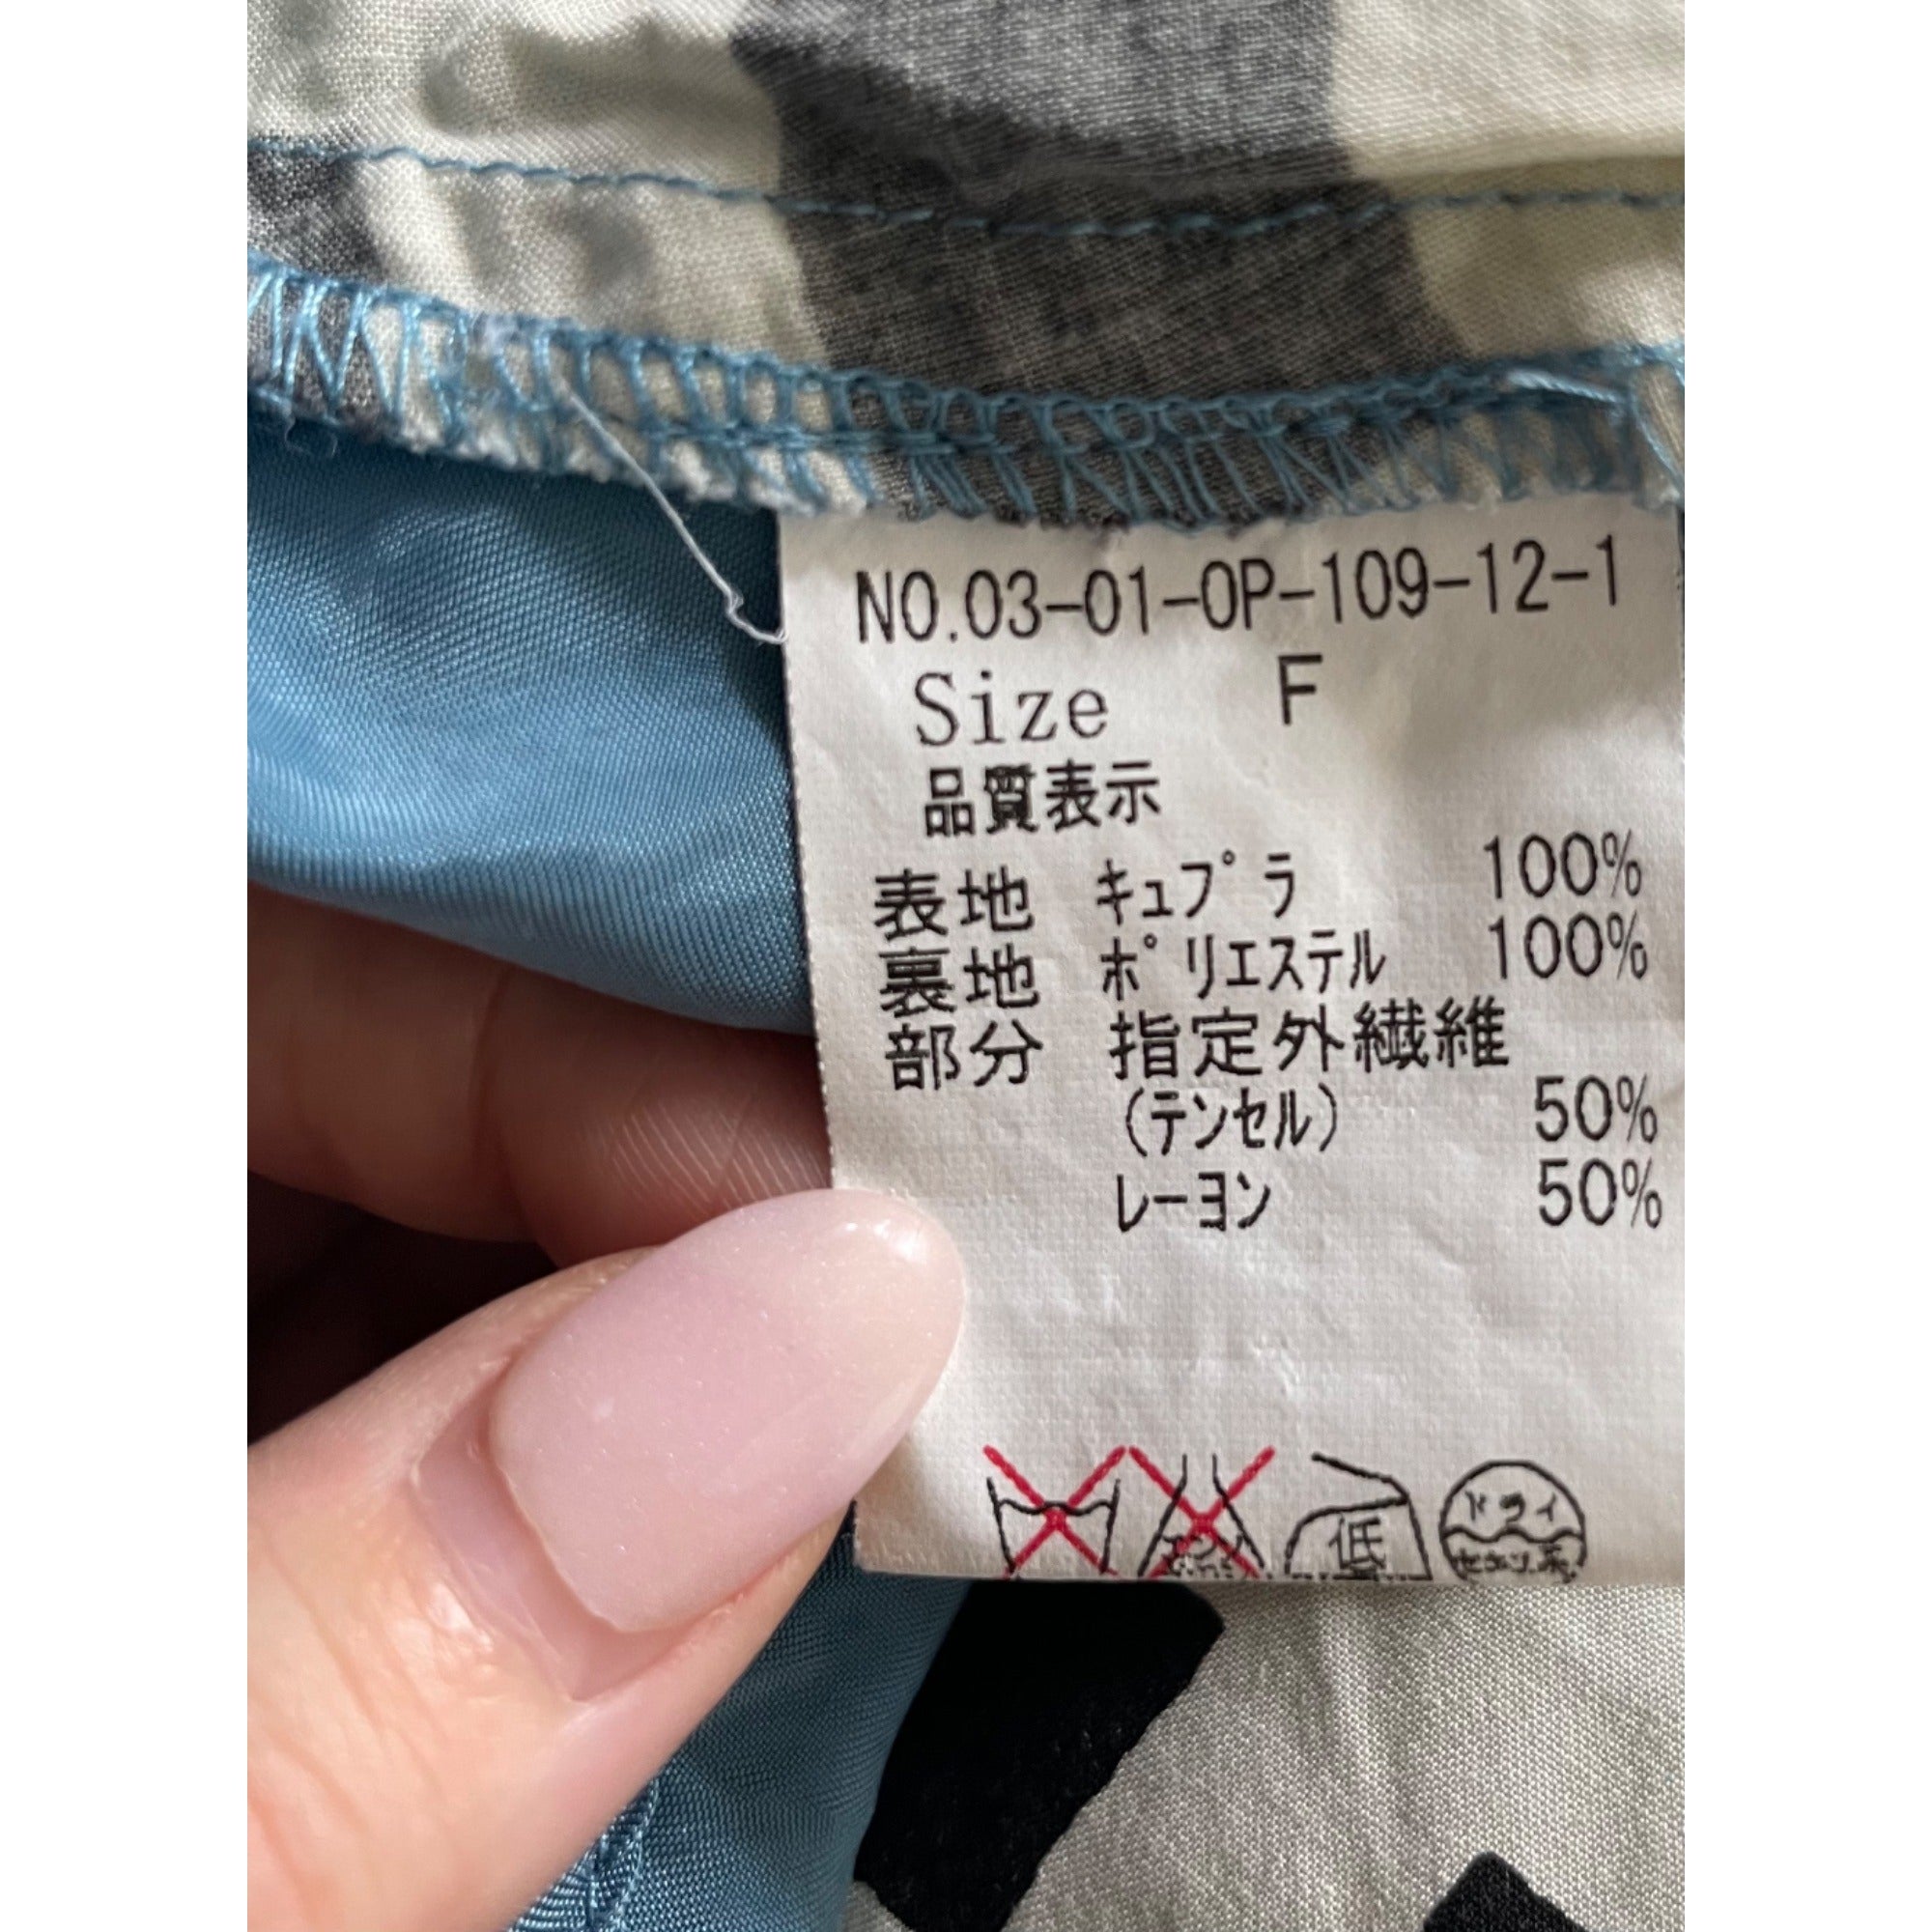 NO.03-01-OP-109-12-1
Size F
品質表示
表地 ｷｭﾌﾟﾗ 100%
裏地 ﾎﾟﾘｴｽﾃﾙ 100%
部分 指定外繊維
(ﾃﾝｾﾙ) 50%
ﾚｰﾖﾝ 50%
低
ドライ